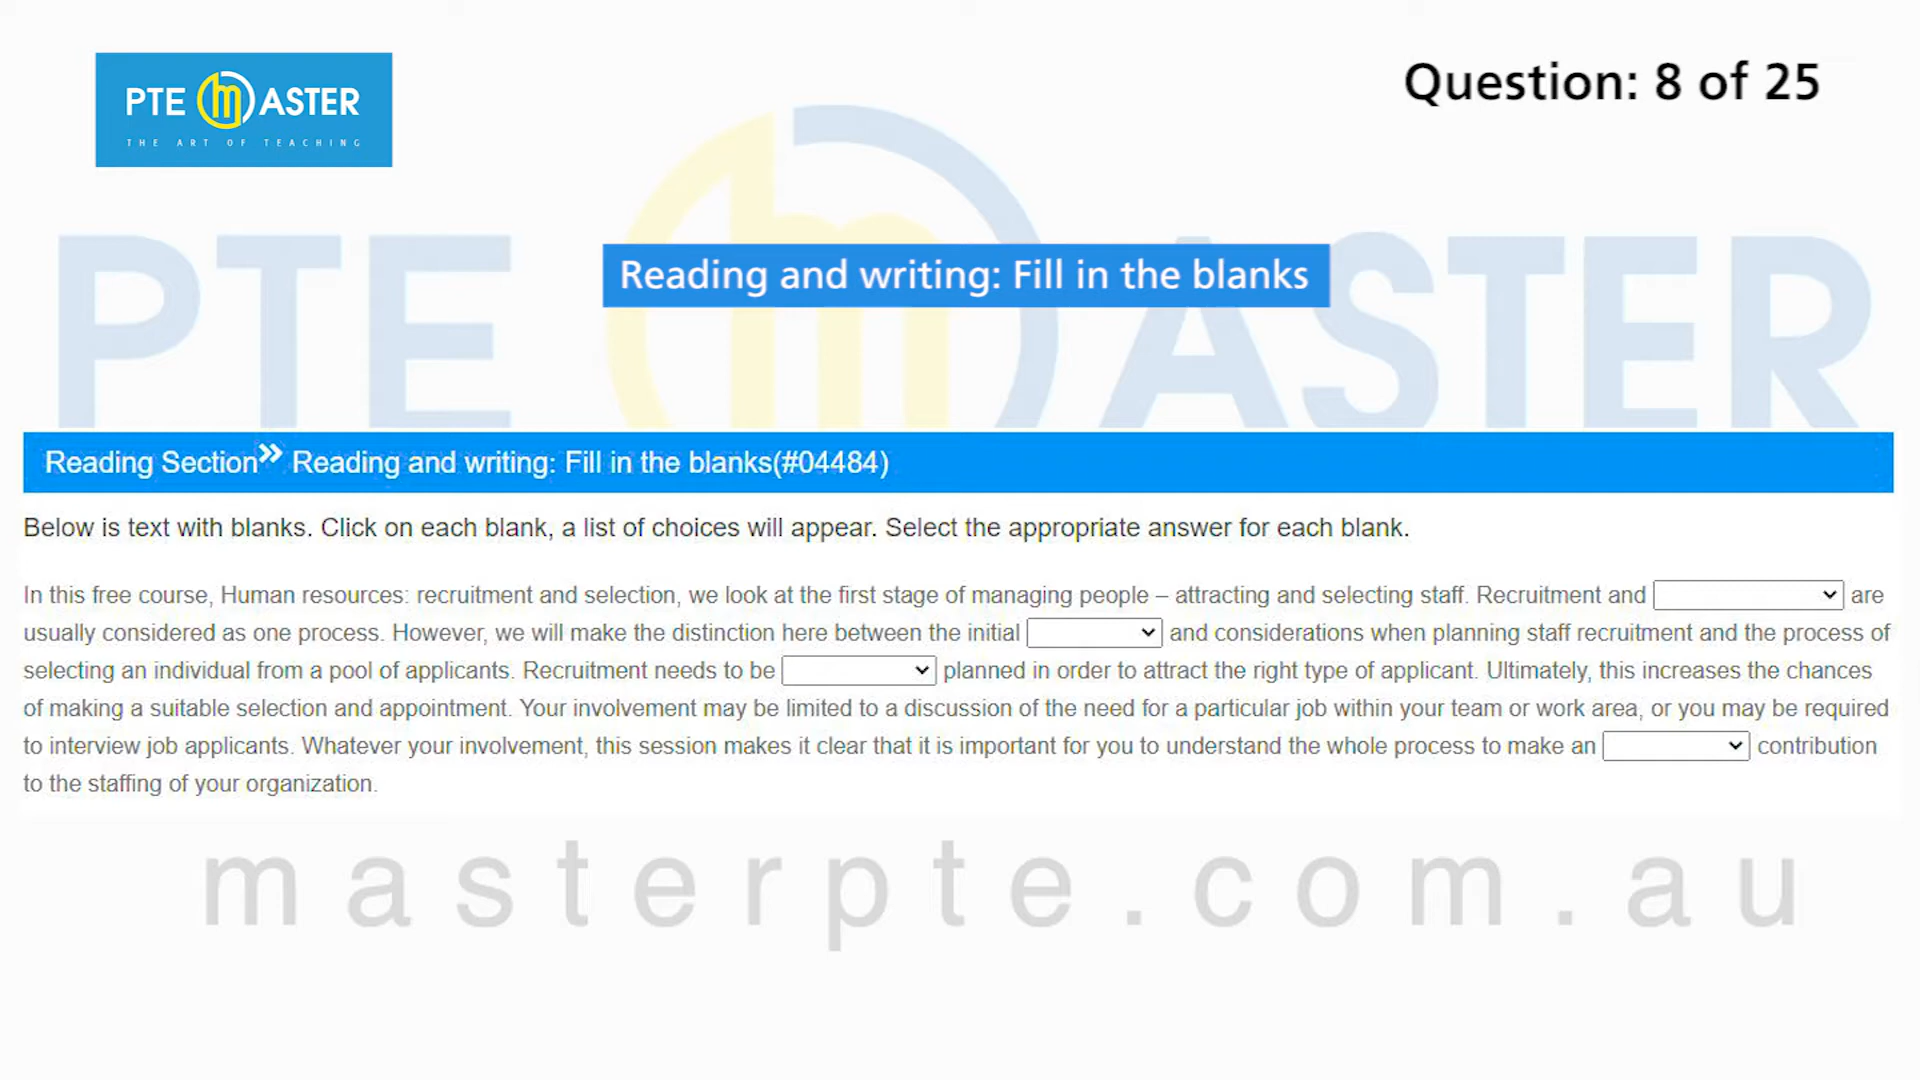 PTE MASTER
THE ART OF TEACHING
Question: 8 of 25
PTE MASTER
Reading and writing: Fill in the blanks
Reading Section» Reading and writing: Fill in the blanks(#04484)
Below is text with blanks. Click on each blank, a list of choices will appear. Select the appropriate answer for each blank.
In this free course, Human resources: recruitment and selection, we look at the first stage of managing people – attracting and selecting staff. Recruitment and are
usually considered as one process. However, we will make the distinction here between the initial and considerations when planning staff recruitment and the process of
selecting an individual from a pool of applicants. Recruitment needs to be planned in order to attract the right type of applicant. Ultimately, this increases the chances
of making a suitable selection and appointment. Your involvement may be limited to a discussion of the need for a particular job within your team or work area, or you may be required
to interview job applicants. Whatever your involvement, this session makes it clear that it is important for you to understand the whole process to make an contribution
to the staffing of your organization.
masterpte.com.au